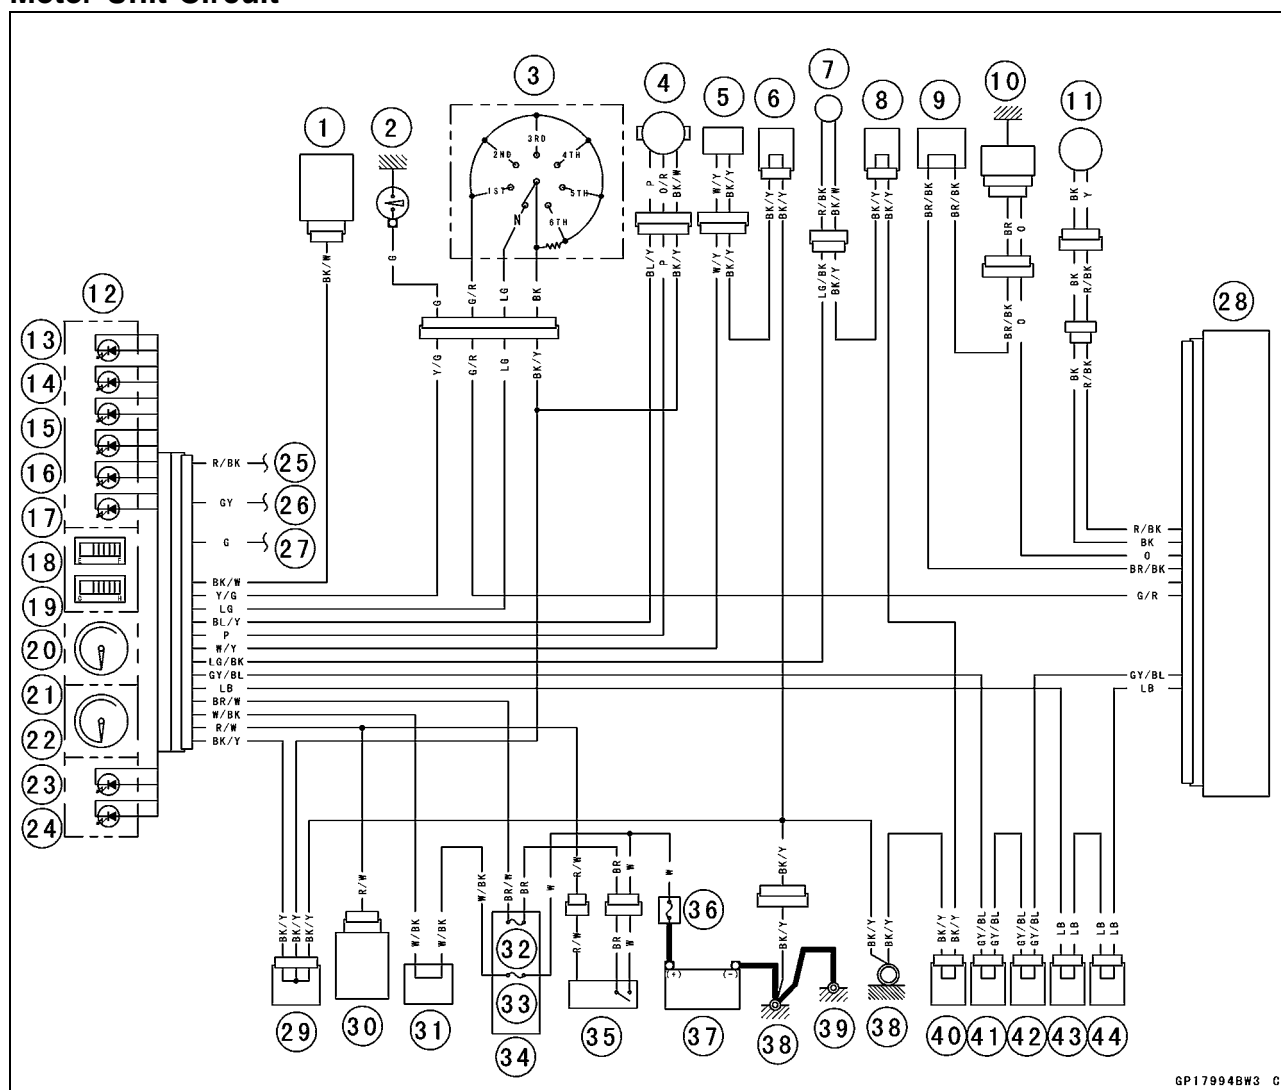 Meter Unit Circuit
1
2
3
4
5
6
7
8
9
10
11
12
28
1ST
2ND
3RD
4TH
5TH
6TH
N
BK/W
G
G
G/R
LG
BK
Y/G
G/R
LG
BK/Y
P
O/R
BK/W
BL/Y
P
BK/Y
W/Y
BK/Y
W/Y
BK/Y
BK/Y
BK/Y
R/BK
BK/W
LG/BK
BK/Y
BK/Y
BK/Y
BR/BK
BR/BK
BR
O
BR/BK
O
BK
Y
BK
R/BK
BK
R/BK
13
14
15
16
17
18
19
20
21
22
23
24
E F
C H
R/BK 25
GY 26
G 27
BK/W
Y/G
LG
BL/Y
P
W/Y
LG/BK
GY/BL
LB
BR/W
W/BK
R/W
BK/Y
R/BK
BK
O
BR/BK
G/R
GY/BL
LB
BK/Y
BK/Y
BK/Y
R/W
W/BK
W/BK
W/BK
BR/W
BR
W
R/W
R/W
BR
W
BR
W
W
BK/Y
BK/Y
BK/Y
BK/Y
BK/Y
BK/Y
GY/BL
GY/BL
GY/BL
GY/BL
LB
LB
LB
LB
(+)
(-)
29
30
31
32
33
34
35
36
37
38
39
38
40
41
42
43
44
GP17994BW3 C